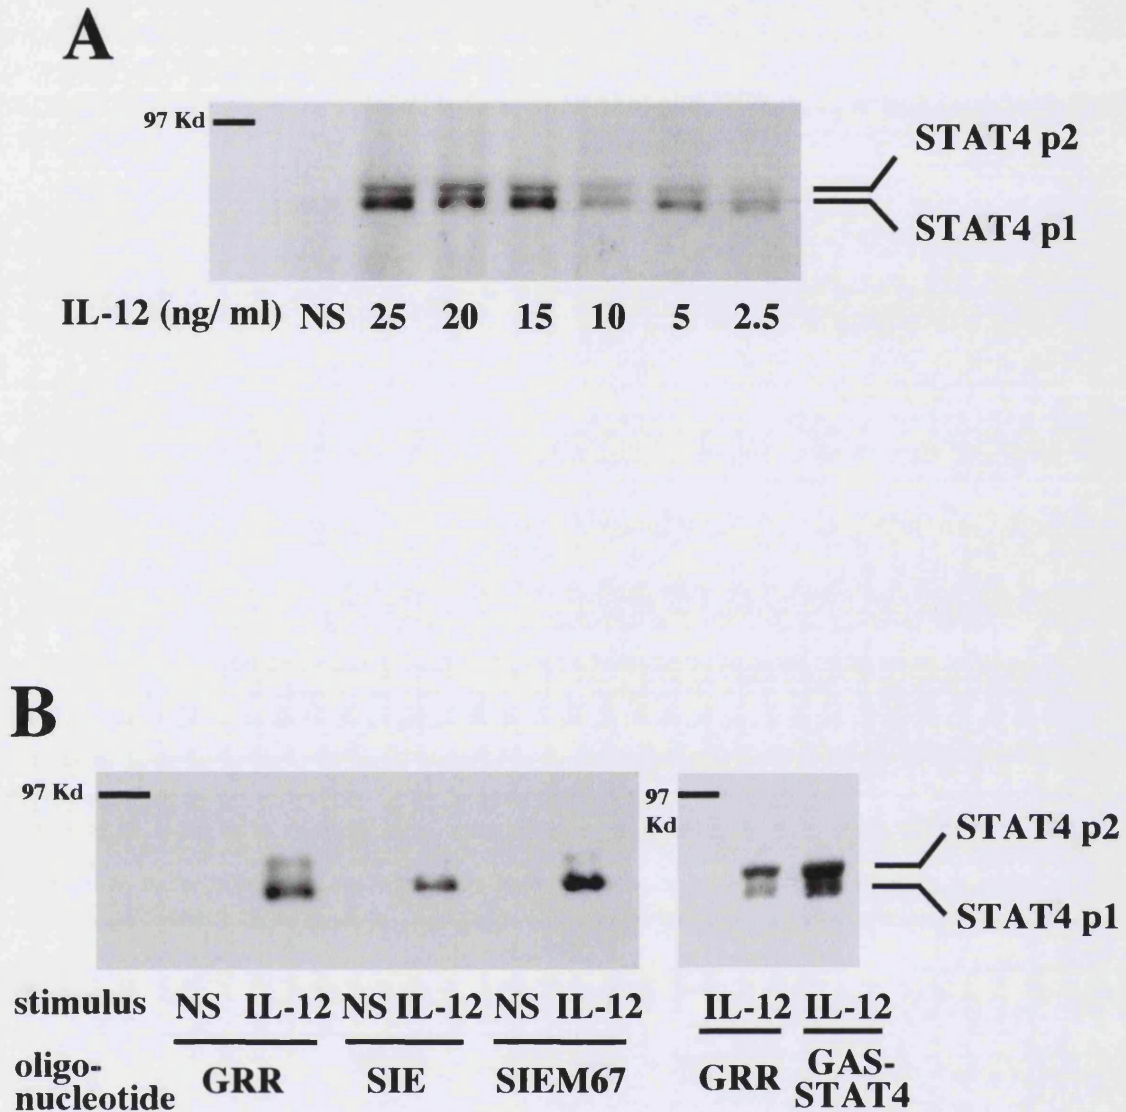 A
97 Kd
STAT4 p2
STAT4 p1
IL-12 (ng/ ml) NS 25 20 15 10 5 2.5
B
97 Kd
97 Kd
STAT4 p2
STAT4 p1
stimulus NS IL-12 NS IL-12 NS IL-12 IL-12 IL-12
oligo-
nucleotide GRR SIE SIEM67 GRR GAS-
STAT4